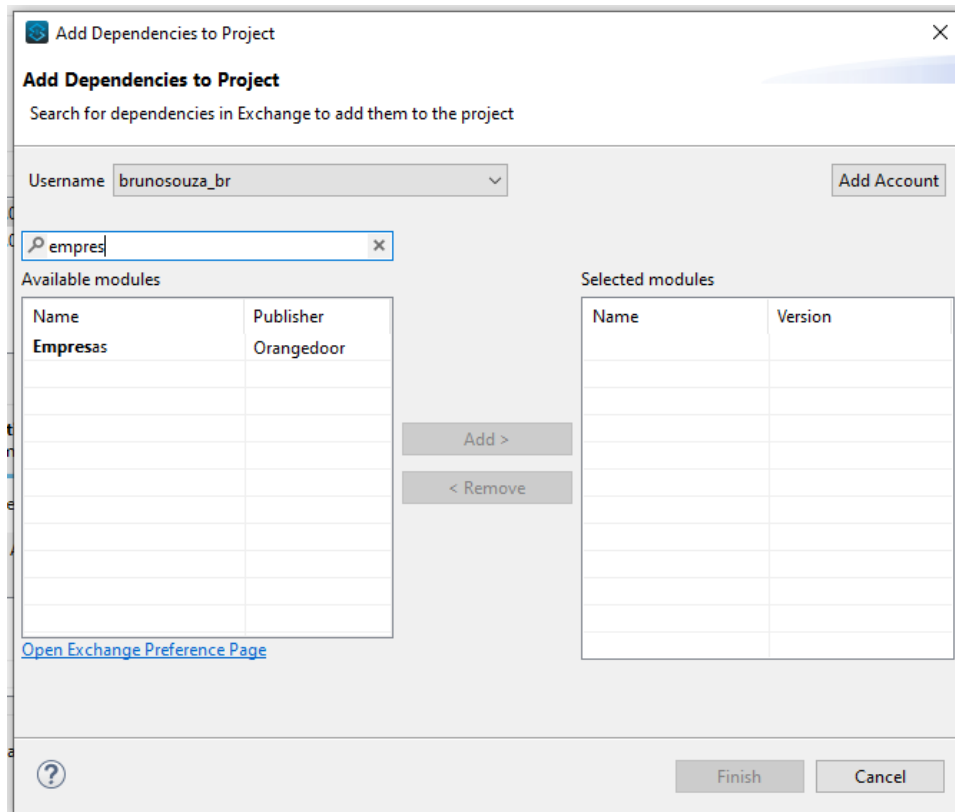 Add Dependencies to Project
Add Dependencies to Project
Search for dependencies in Exchange to add them to the project
Username brunosouza_br Add Account
empres
Available modules Selected modules
Name Publisher Name Version
Empresas Orangedoor
Add >
< Remove
Open Exchange Preference Page
? Finish Cancel